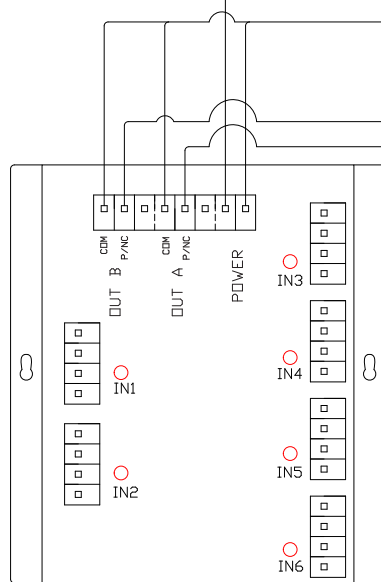 COM
P/NC
COM
P/NC
OUT B
OUT A
POWER
IN3
IN1
IN4
IN2
IN5
IN6